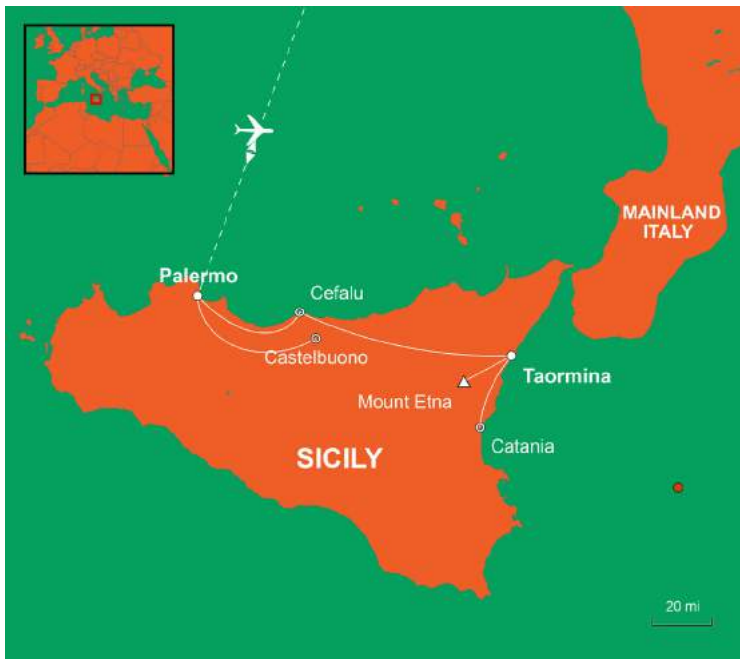 MAINLAND
ITALY
Palermo
Cefalu
Castelbuono
Taormina
Mount Etna
Catania
SICILY
20 mi